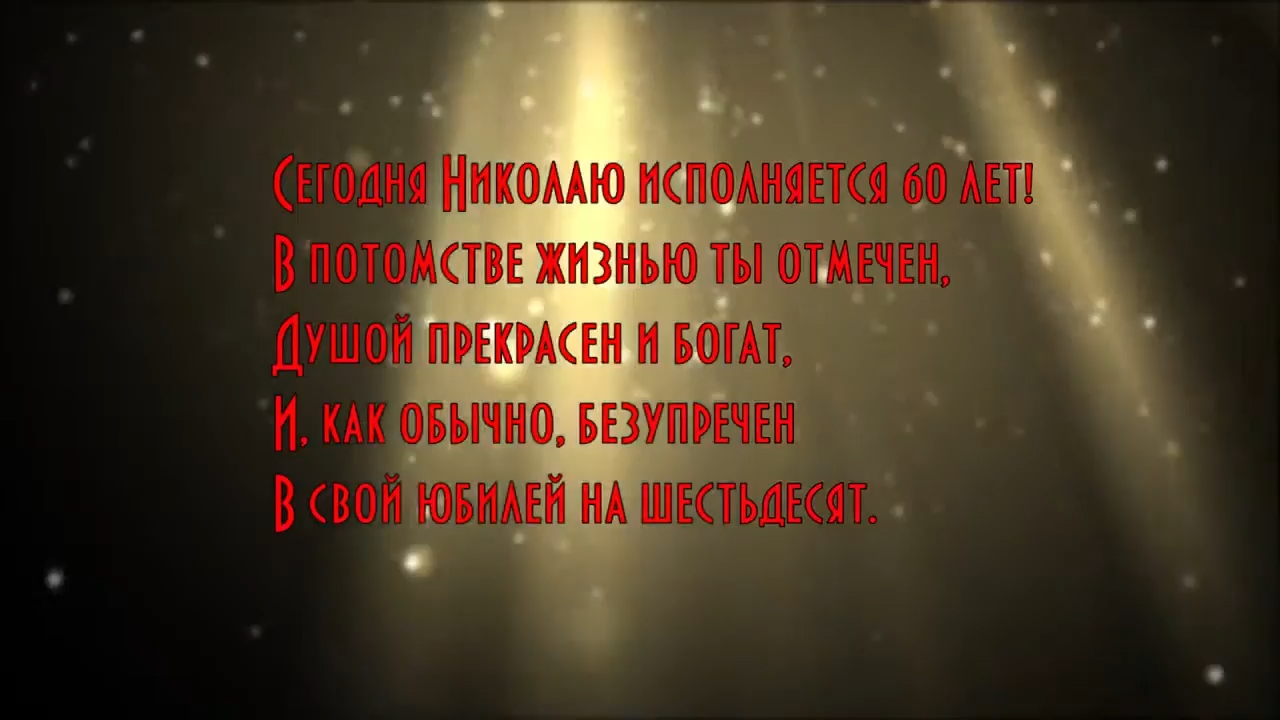 Сегодня Николаю исполняется 60 лет!
В потомстве жизнью ты отмечен,
Душой прекрасен и богат,
И, как обычно, безупречен
В свой юбилей на шестьдесят.